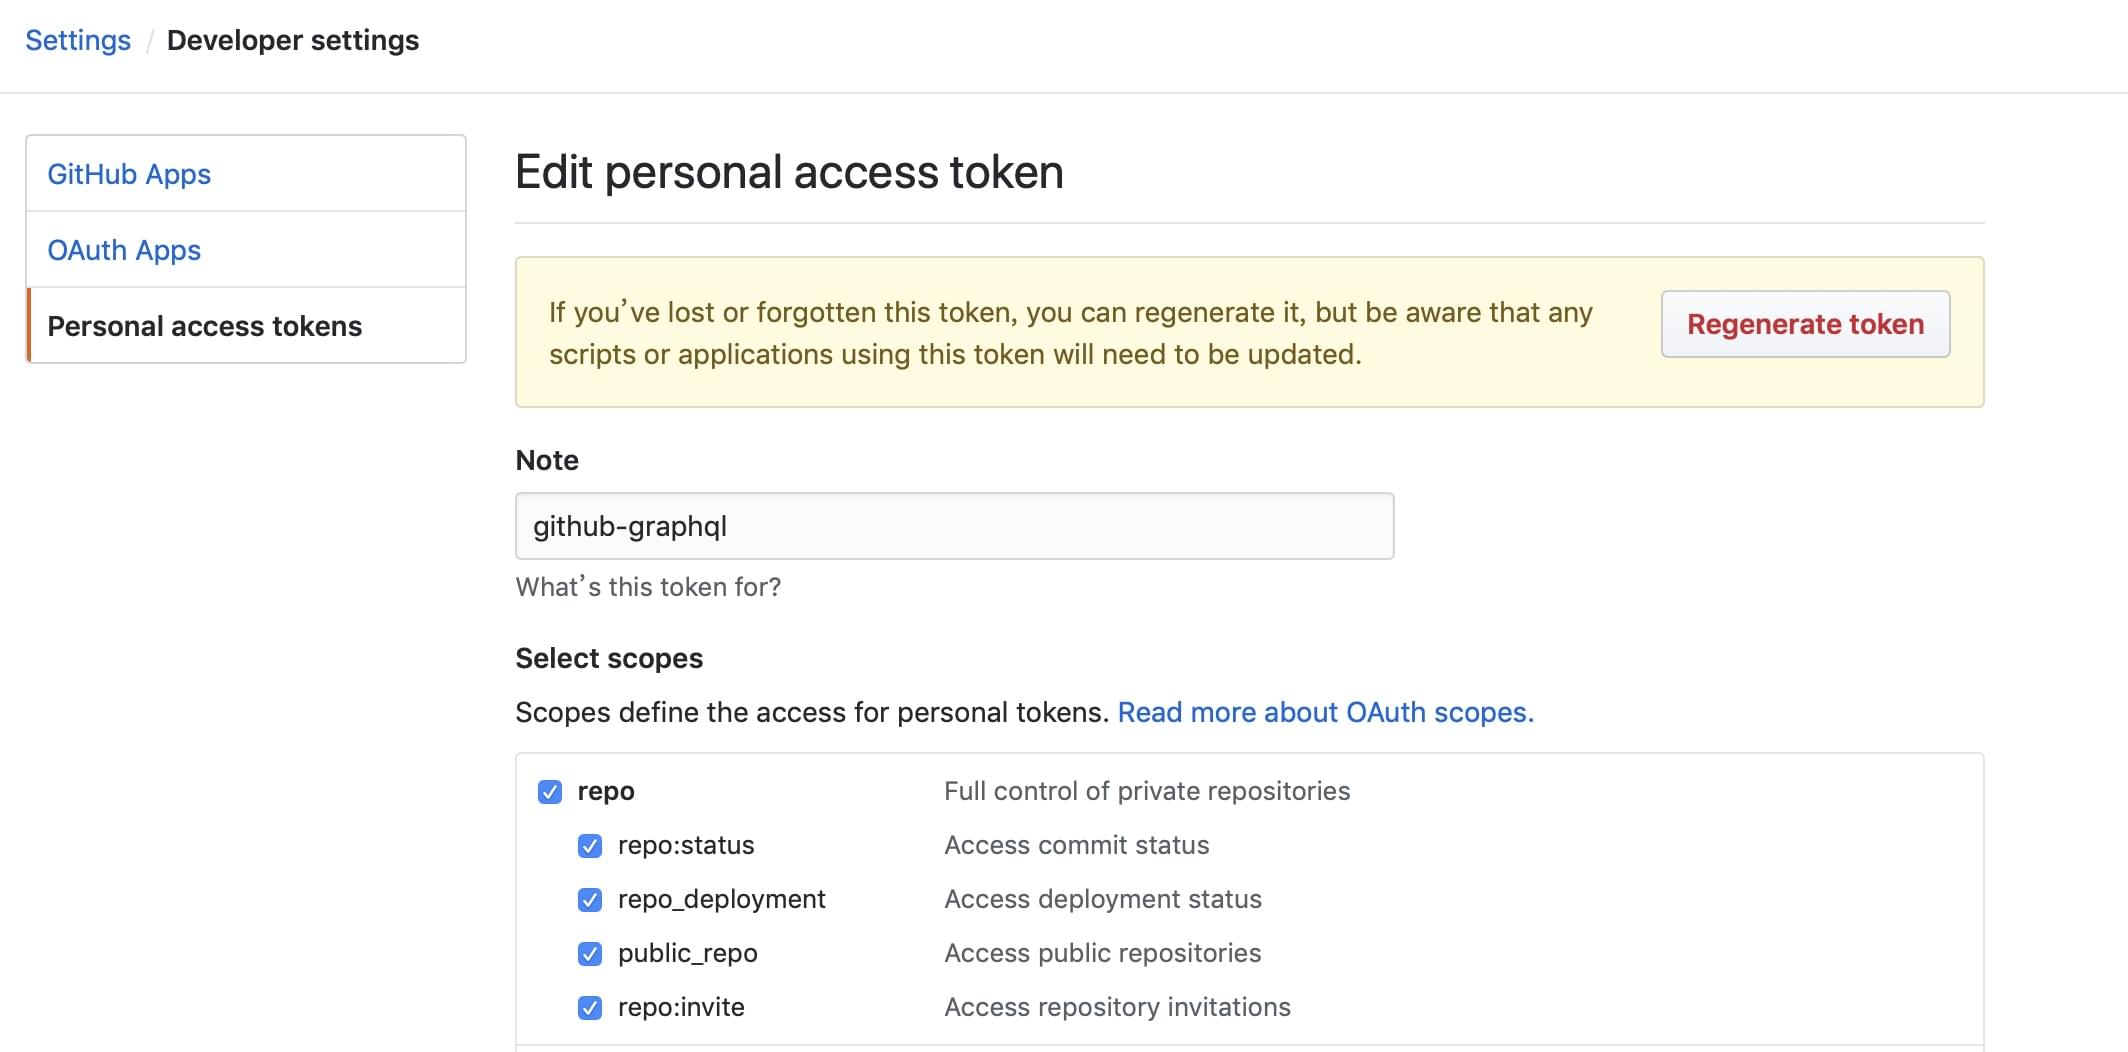 Settings / Developer settings
GitHub Apps
OAuth Apps
Personal access tokens
Edit personal access token
If you’ve lost or forgotten this token, you can regenerate it, but be aware that any
scripts or applications using this token will need to be updated.
Regenerate token
Note
github-graphql
What’s this token for?
Select scopes
Scopes define the access for personal tokens. Read more about OAuth scopes.
repo Full control of private repositories
repo:status Access commit status
repo_deployment Access deployment status
public_repo Access public repositories
repo:invite Access repository invitations